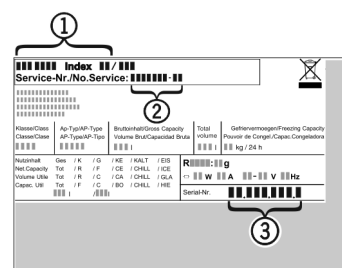 1
Index /
Service-Nr./No.Service: -
2
Klasse/Class Ap-Typ/AP-Type Bruttoinhalt/Gross Capacity Total Gefriervermoegen/Freezing Capacity
Classe/Clase AP-Type/AP-Tipo Volume Brut/Capacidad Bruta volume Pouvoir de Congel./Capac.Congeladora
l l kg / 24 h
Nutzinhalt Ges / K / G / KE / KALT / EIS
Net.Capacity Tot / R / F / CE / CHILL / ICE
Volume Utile Tot / R / C / CA / CHILL / GLA
Capac. Util Tot / F / C / BO / CHILL / HIE
l / l
R : g
W A - V Hz
Serial-Nr. . . .
3